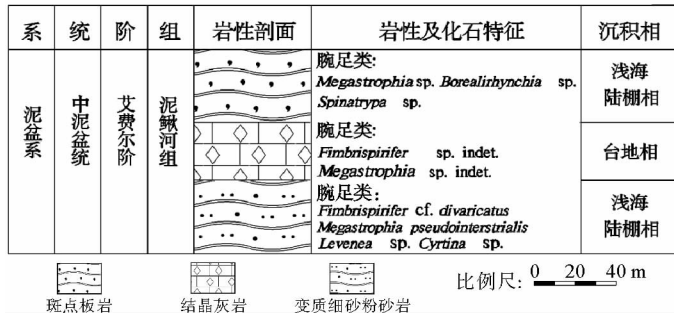 系 统 阶 组 岩性剖面 岩性及化石特征 沉积相
泥盆系 中泥盆统 艾费尔阶 泥鳅河组
腕足类:
Megastrophia sp. Borealirhynchia sp.
Spinatrypa sp.
浅海
陆棚相
腕足类:
Fimbrispirifer sp. indet.
Megastrophia sp. indet.
台地相
腕足类:
Fimbrispirifer cf. divaricatus
Megastrophia pseudointerstrialis
Levenea sp. Cyrtina sp.
浅海
陆棚相
斑点板岩 结晶灰岩 变质细砂粉砂岩
比例尺: 0 20 40 m